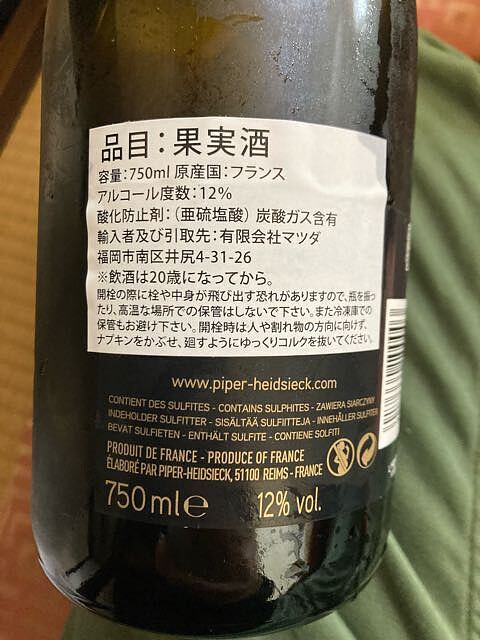 品目：果実酒
容量：750ml 原産国：フランス
アルコール度数：12%
酸化防止剤：（亜硫塩酸）炭酸ガス含有
輸入者及び引取先：有限会社マツダ
福岡市南区井尻4-31-26
※飲酒は20歳になってから。
開栓の際に栓や中身が飛び出す恐れがありますので、瓶を振っ
たり、高温な場所での保管はしないで下さい。また冷凍庫での
保管もお避け下さい。開栓時は人や割れ物の方向に向けず、
ナプキンをかぶせ、廻すようにゆっくりコルクを抜いてください。
www.piper-heidsieck.com
CONTIENT DES SULFITES - CONTAINS SULPHITES - ZAWIERA SIARCZYNY
INDEHOLDER SULFITTER - SISÄLTÄÄ SULFIITTEJA - INNEHÅLLER SULFITER
BEVAT SULFIETEN - ENTHÄLT SULFITE - CONTIENE SOLFITI
PRODUIT DE FRANCE - PRODUCE OF FRANCE
ÉLABORÉ PAR PIPER-HEIDSIECK, 51100 REIMS - FRANCE
750 ml e 12% vol.